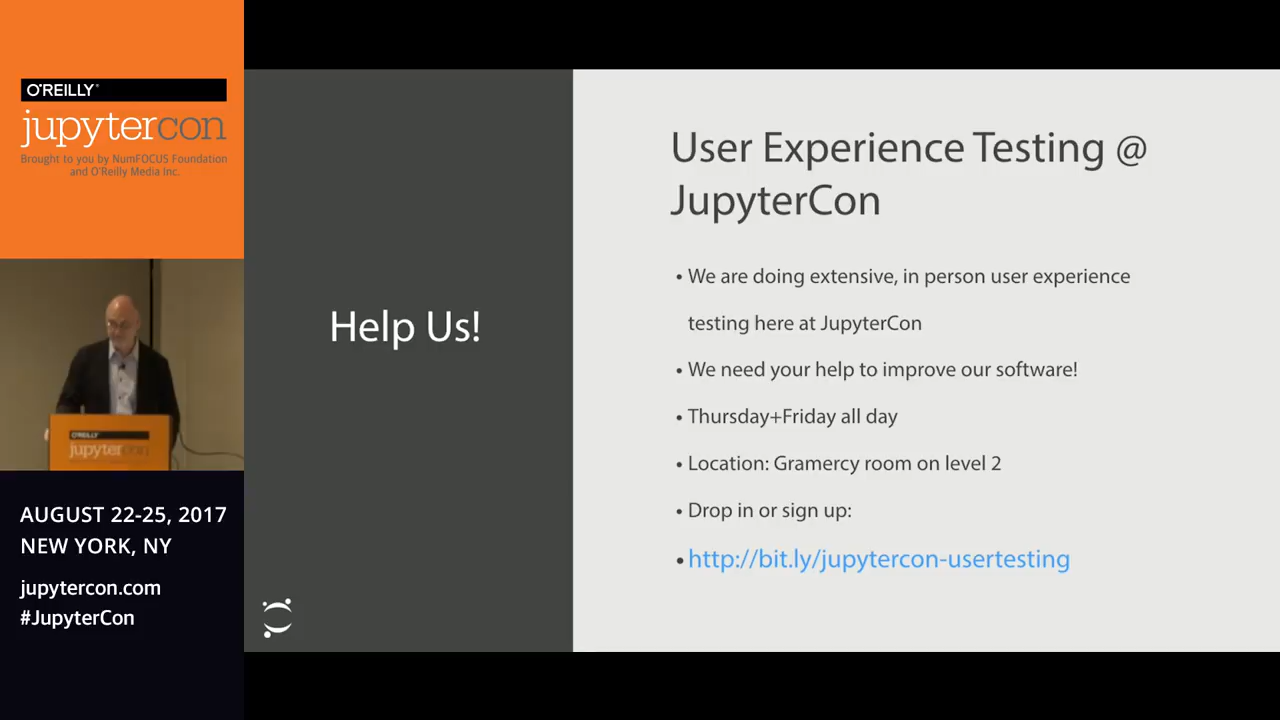 O'REILLY®
jupytercon
Brought to you by NumFOCUS Foundation
and O'Reilly Media Inc.
O'REILLY
jupytercon
AUGUST 22-25, 2017
NEW YORK, NY
jupytercon.com
#JupyterCon
Help Us!
User Experience Testing @
JupyterCon
• We are doing extensive, in person user experience
testing here at JupyterCon
• We need your help to improve our software!
• Thursday+Friday all day
• Location: Gramercy room on level 2
• Drop in or sign up:
• http://bit.ly/jupytercon-usertesting